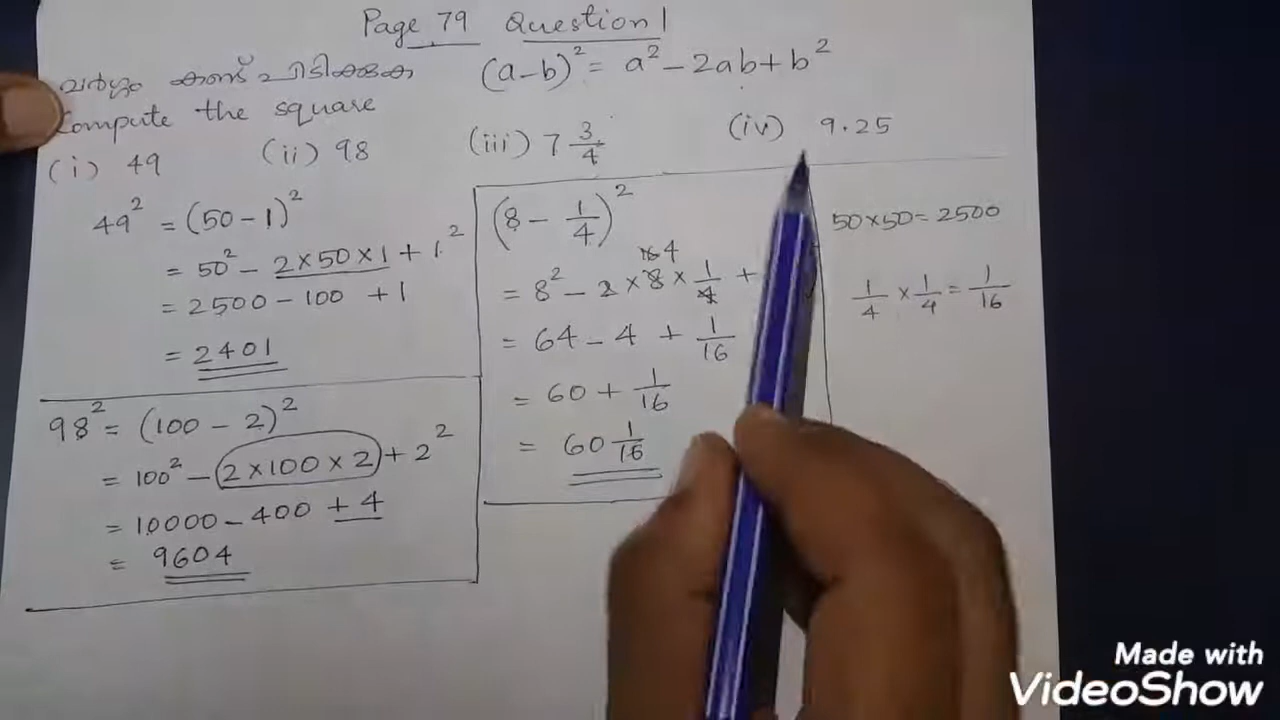 Page 79 Question 1
വർഗ്ഗം കണ്ട് പിടിക്കുക
(a-b)² = a² - 2ab + b²
Compute the square
(i) 49 (ii) 98 (iii) 7 3/4 (iv) 9.25
49² = (50 - 1)²
= 50² - 2 × 50 × 1 + 1²
= 2500 - 100 + 1
= 2401
98² = (100 - 2)²
= 100² - (2 × 100 × 2) + 2²
= 10000 - 400 + 4
= 9604
(8 - 1/4)²
16 4
= 8² - 2 × 8 × 1/4 +
= 64 - 4 + 1/16
= 60 + 1/16
= 60 1/16
50 × 50 = 2500
1/4 × 1/4 = 1/16
Made with
VideoShow